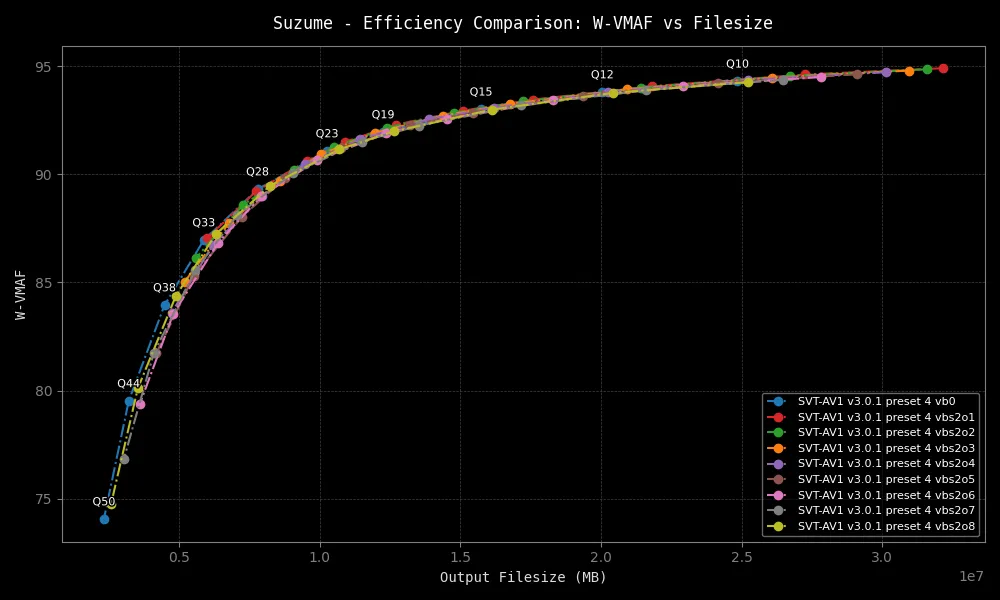 Suzume - Efficiency Comparison: W-VMAF vs Filesize
W-VMAF
95
90
85
80
75
Q10
Q12
Q15
Q19
Q23
Q28
Q33
Q38
Q44
Q50
SVT-AV1 v3.0.1 preset 4 vb0
SVT-AV1 v3.0.1 preset 4 vbs2o1
SVT-AV1 v3.0.1 preset 4 vbs2o2
SVT-AV1 v3.0.1 preset 4 vbs2o3
SVT-AV1 v3.0.1 preset 4 vbs2o4
SVT-AV1 v3.0.1 preset 4 vbs2o5
SVT-AV1 v3.0.1 preset 4 vbs2o6
SVT-AV1 v3.0.1 preset 4 vbs2o7
SVT-AV1 v3.0.1 preset 4 vbs2o8
0.5 1.0 1.5 2.0 2.5 3.0
1e7
Output Filesize (MB)